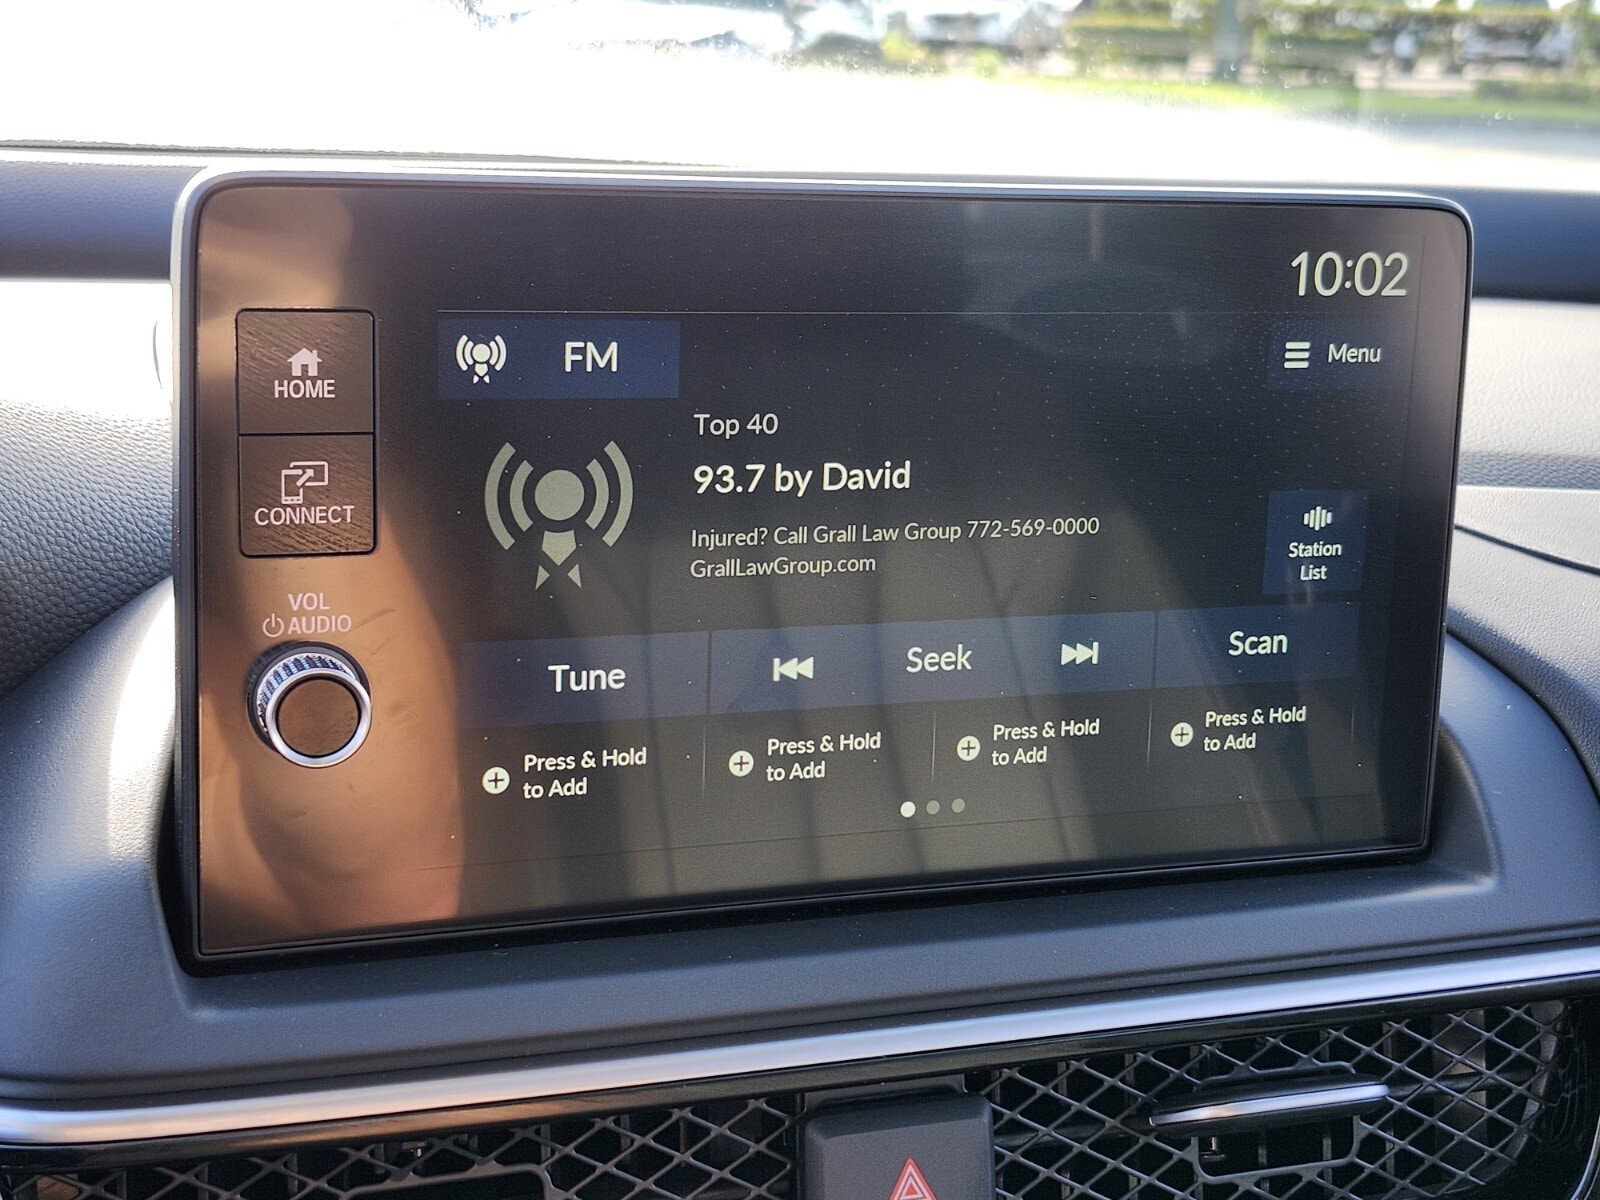 10:02
HOME
CONNECT
VOL
AUDIO
FM
Menu
Top 40
93.7 by David
Injured? Call Grall Law Group 772-569-0000
GrallLawGroup.com
Station
List
Tune
Seek
Scan
Press & Hold
to Add
Press & Hold
to Add
Press & Hold
to Add
Press & Hold
to Add